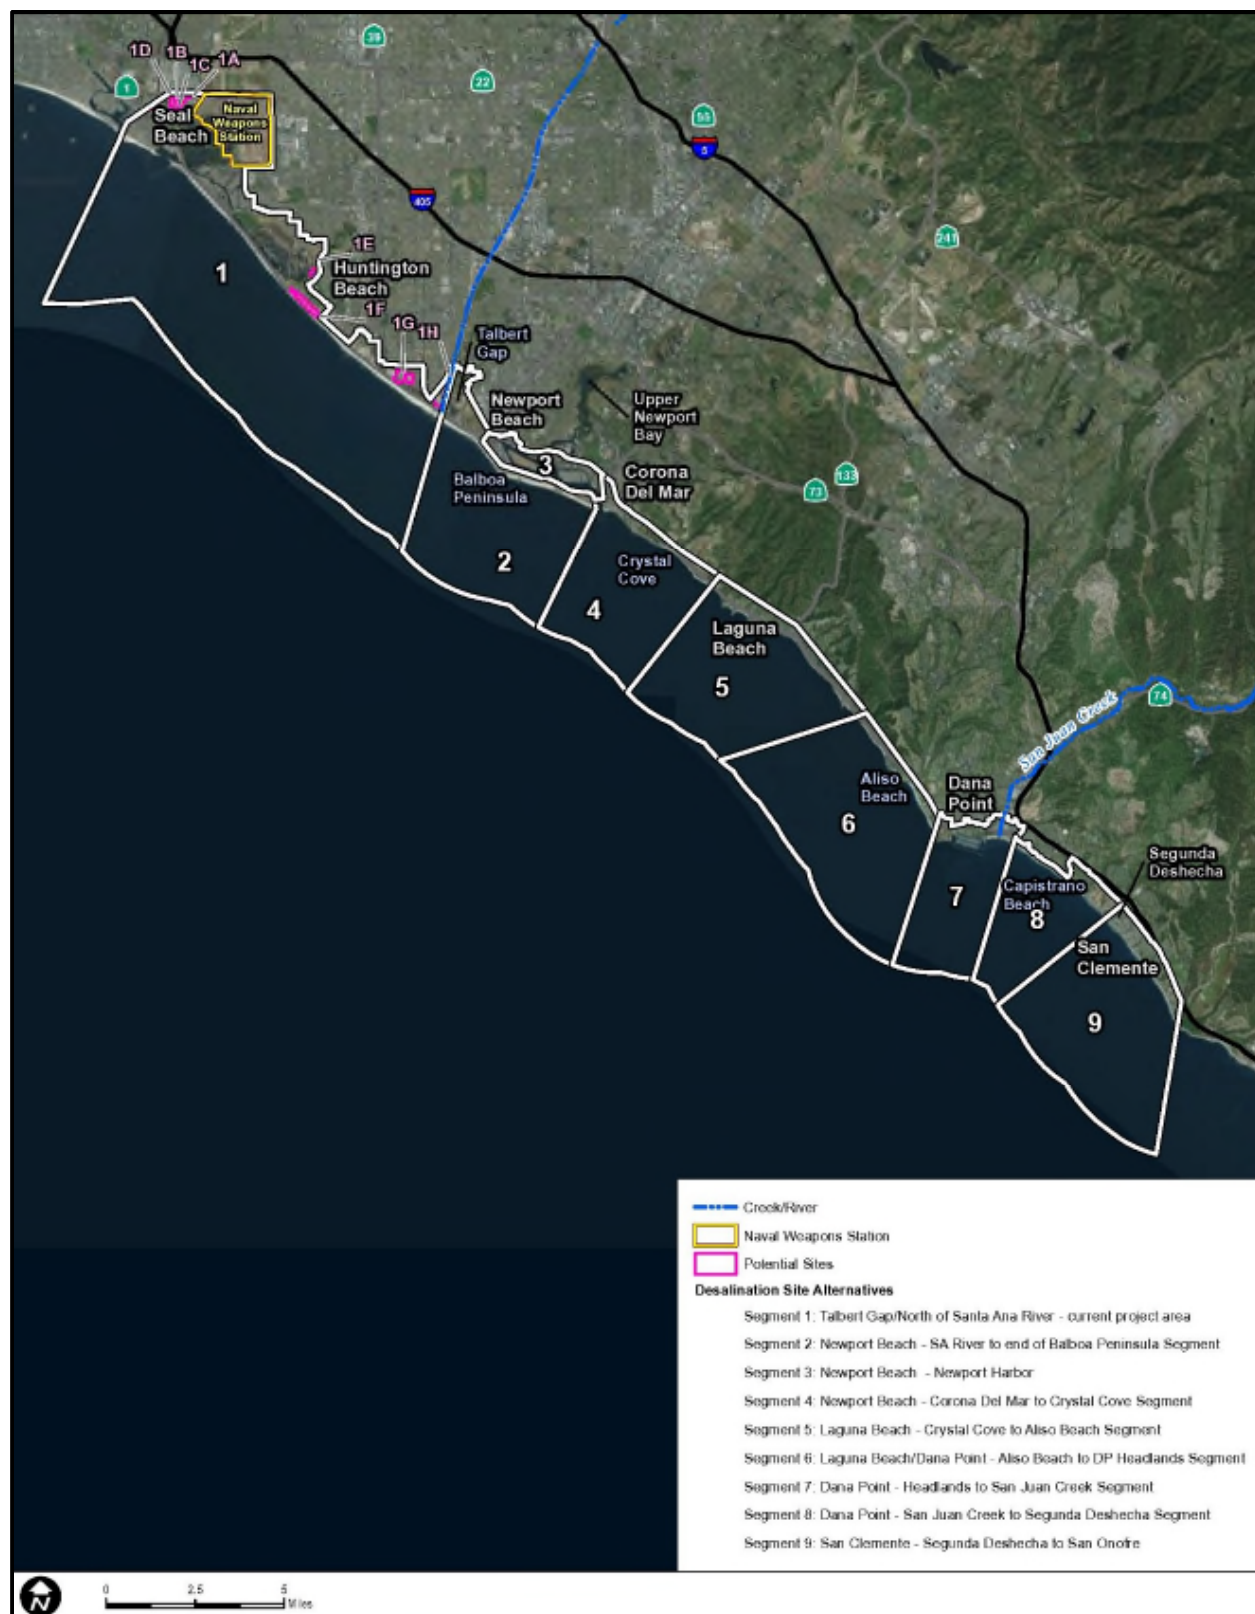 39
1D
1B
1C
1A
1
22
Seal
Beach
Naval
Weapons
Station
55
5
405
241
1E
1
Huntington
Beach
1F
1G
1H
Talbert
Gap
Newport
Beach
Upper
Newport
Bay
3
Corona
Del Mar
133
73
Balboa
Peninsula
2
Crystal
Cove
4
Laguna
Beach
5
San Juan Creek
74
Aliso
Beach
Dana
Point
6
Segunda
Deshecha
7
Capistrano
Beach
8
San
Clemente
9
Creek/River
Naval Weapons Station
Potential Sites
Desalination Site Alternatives
Segment 1: Talbert Gap/North of Santa Ana River - current project area
Segment 2: Newport Beach - SA River to end of Balboa Peninsula Segment
Segment 3: Newport Beach - Newport Harbor
Segment 4: Newport Beach - Corona Del Mar to Crystal Cove Segment
Segment 5: Laguna Beach - Crystal Cove to Aliso Beach Segment
Segment 6: Laguna Beach/Dana Point - Aliso Beach to DP Headlands Segment
Segment 7: Dana Point - Headlands to San Juan Creek Segment
Segment 8: Dana Point - San Juan Creek to Segunda Deshecha Segment
Segment 9: San Clemente - Segunda Deshecha to San Onofre
N
0 2.5 5
Miles